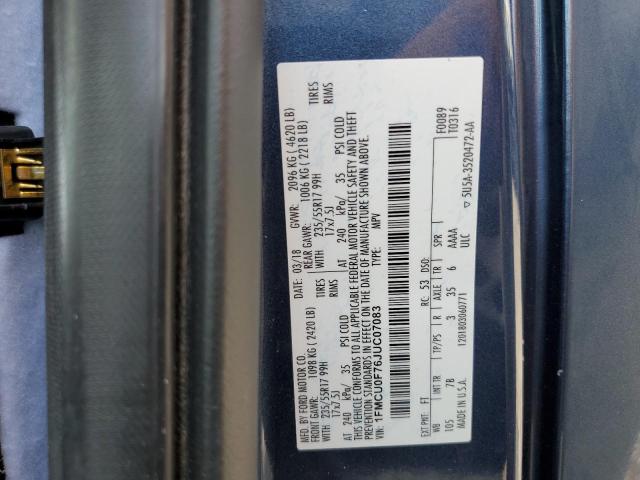 MFD. BY FORD MOTOR CO.
DATE: 03/18 GVWR: 2096 KG ( 4620 LB)
FRONT GAWR: 1098 KG ( 2420 LB) REAR GAWR: 1006 KG ( 2218 LB)
WITH 235/55R17 99H TIRES WITH 235/55R17 99H TIRES
17x7.5J RIMS 17x7.5J RIMS
AT 240 kPa/ 35 PSI COLD AT 240 kPa/ 35 PSI COLD
THIS VEHICLE CONFORMS TO ALL APPLICABLE FEDERAL MOTOR VEHICLE SAFETY AND THEFT
PREVENTION STANDARDS IN EFFECT ON THE DATE OF MANUFACTURE SHOWN ABOVE.
VIN: 1FMCU0F76JUC07083 TYPE: MPV
F0089
T0316
EXT PNT: FT RC: 53 DSO:
WB INT TR TP/PS R AXLE TR SPR
105 7B 3 35 6 AAAA
MADE IN U.S.A. 1201803060771 ULC
5U5A-3520472-AA